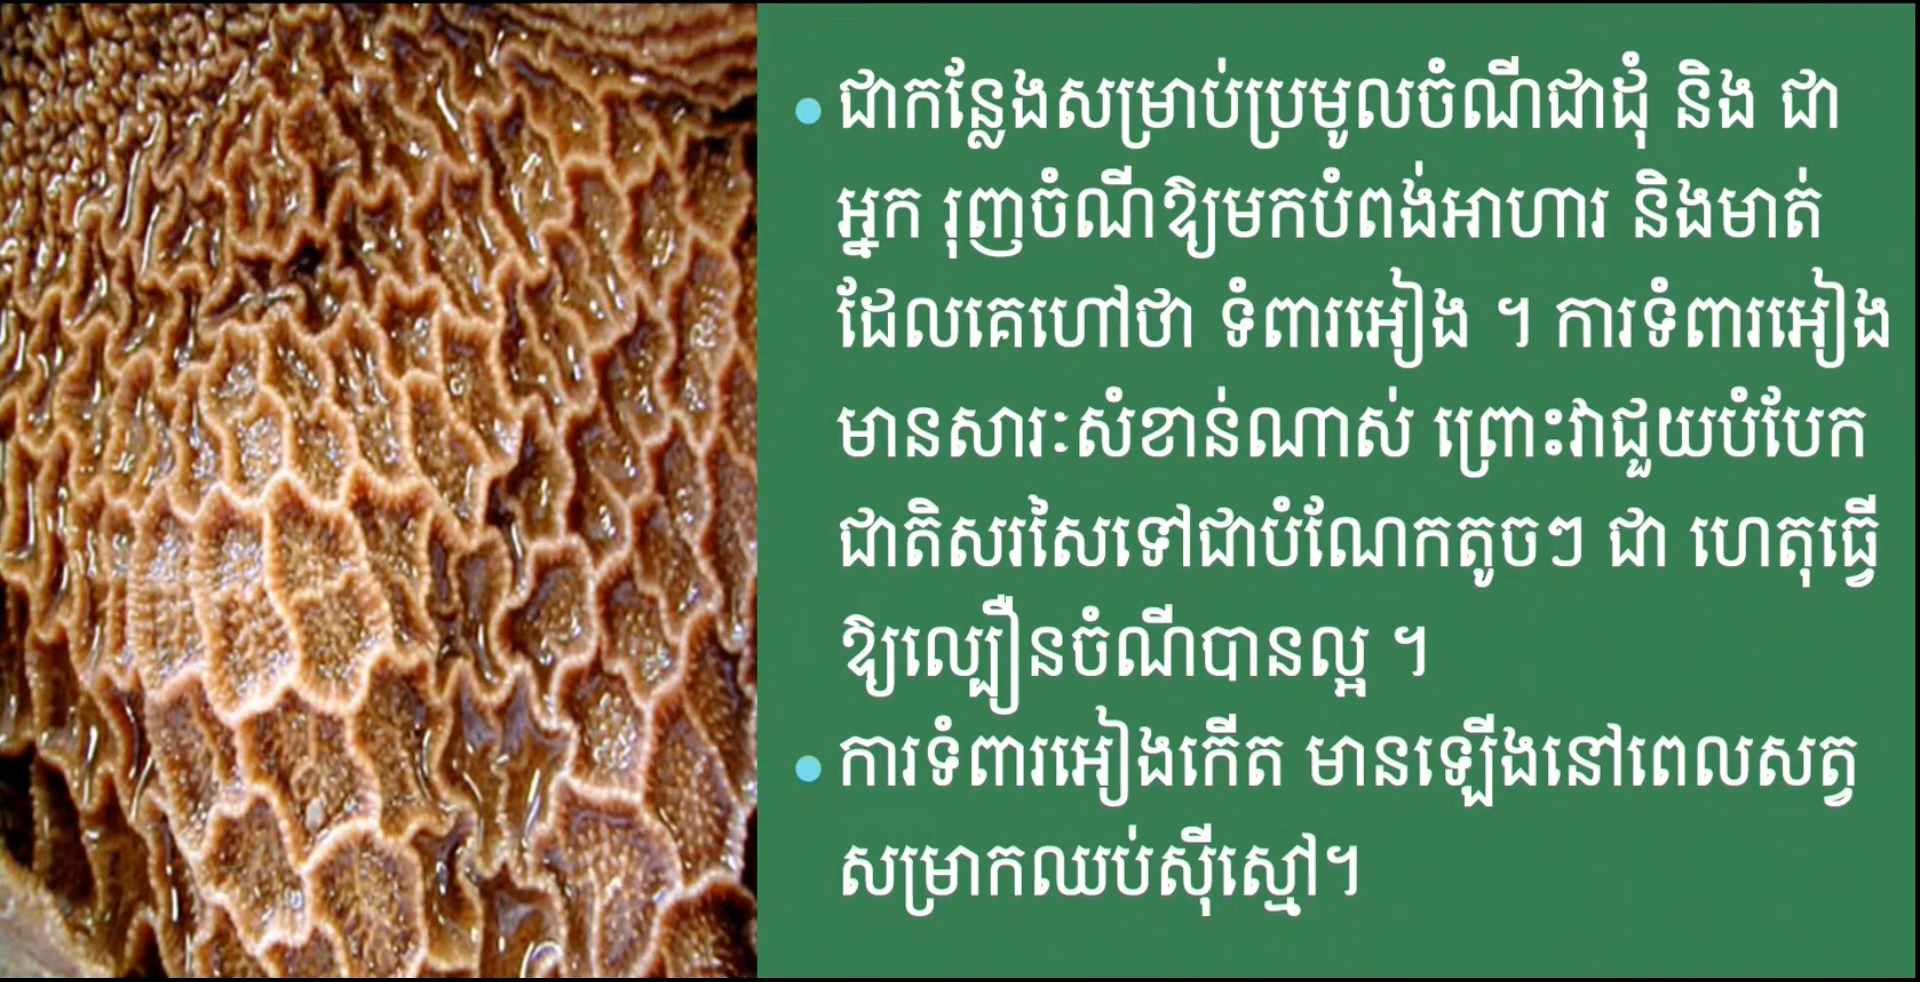 • ជាកន្លែងសម្រាប់ប្រមូលចំណីជាដុំ និង ជា
អ្នក រុញចំណីឱ្យមកបំពង់អាហារ និងមាត់
ដែលគេហៅថា ទំពារអៀង ។ ការទំពារអៀង
មានសារៈសំខាន់ណាស់ ព្រោះវាជួយបំបែក
ជាតិសរសៃទៅជាបំណែកតូចៗ ជា ហេតុធ្វើ
ឱ្យល្បឿនចំណីបានល្អ ។
• ការទំពារអៀងកើត មានឡើងនៅពេលសត្វ
សម្រាកឈប់ស៊ីស្មៅ។